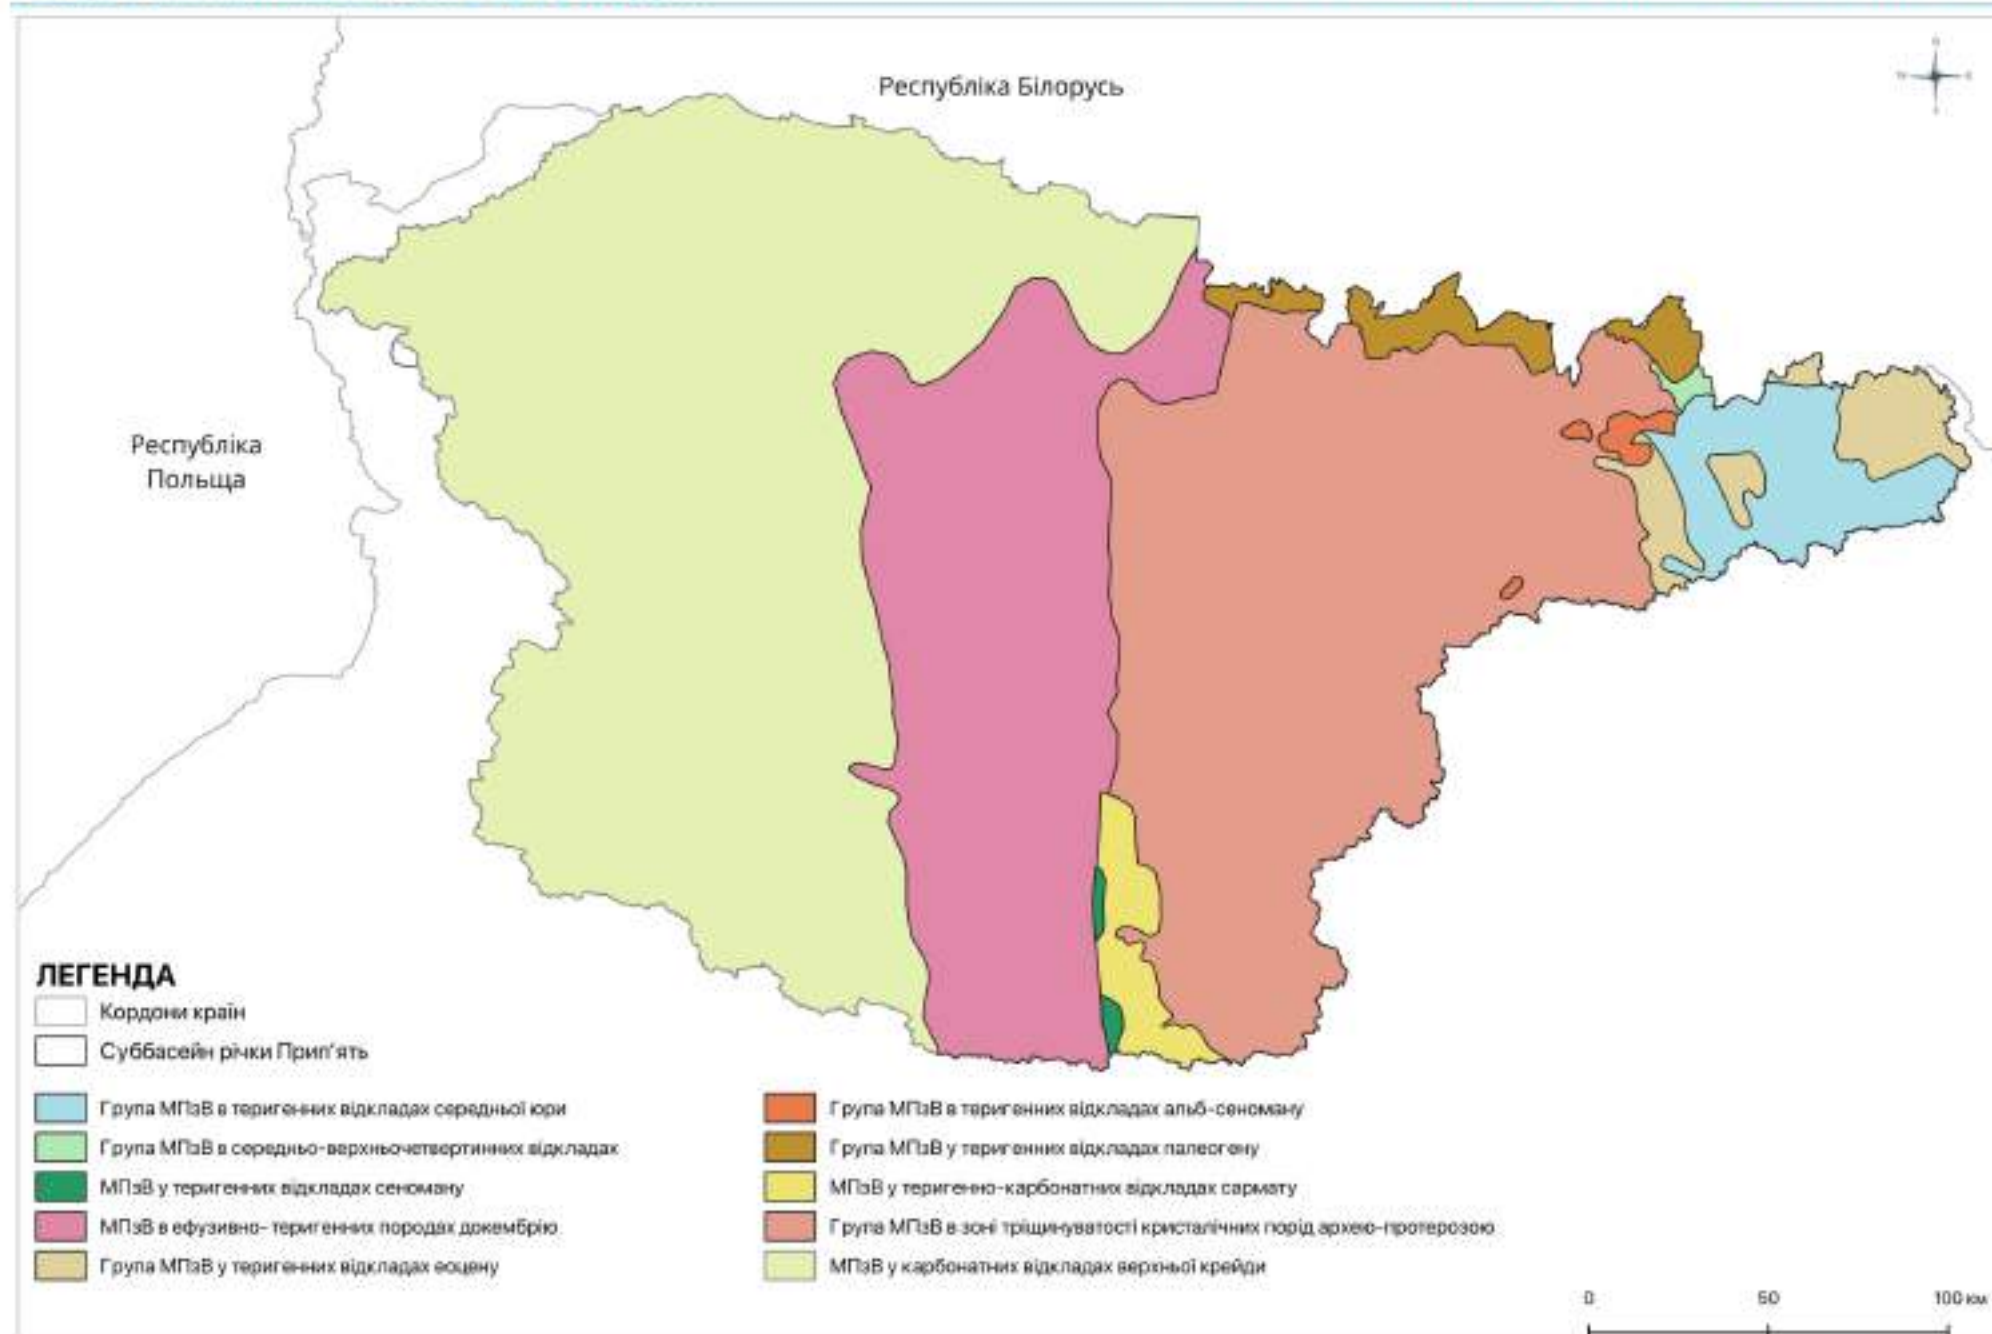 Республіка Білорусь
Республіка
Польща
ЛЕГЕНДА
Кордони країн
Суббасейн річки Прип'ять
Група МПзВ в теригенних відкладах середньої юри
Група МПзВ в середньо-верхньочетвертинних відкладах
МПзВ у теригенних відкладах сеноману
МПзВ в ефузивно- теригенних породах докембрію
Група МПзВ у теригенних відкладах еоцену
Група МПзВ в теригенних відкладах альб-сеноману
Група МПзВ у теригенних відкладах палеогену
МПзВ у теригенно-карбонатних відкладах сармату
Група МПзВ в зоні тріщинуватості кристалічних порід архею-протерозою
МПзВ у карбонатних відкладах верхньої крейди
0 50 100 км